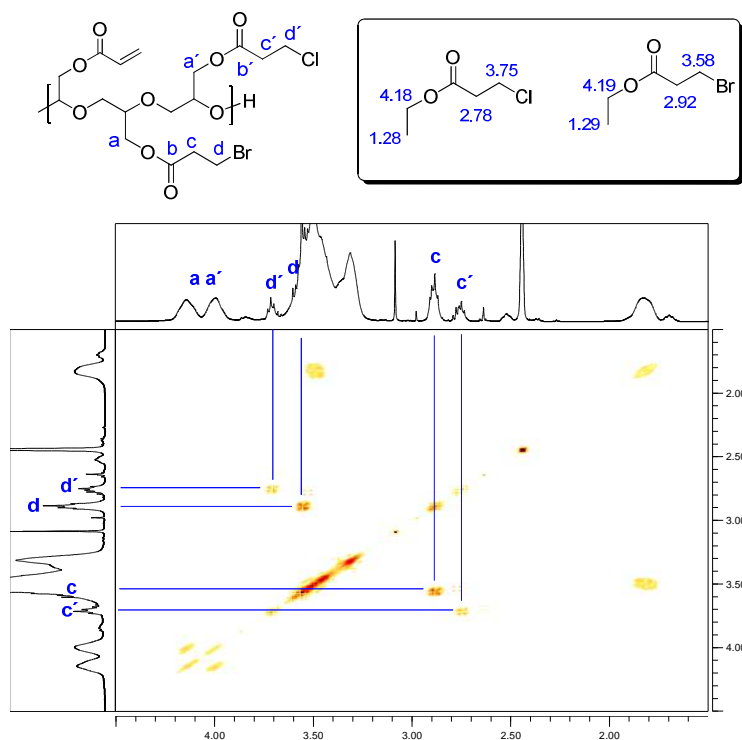 O a´ O c´ d´
O b´ Cl
O O O O H
a O b c d Br
O
O 3.75 O 3.58
4.18 O Cl 4.19 O Br
2.78 2.92
1.28 1.29
a a´ d´ d c c´
d´
d
c
c´
2.00
2.50
3.00
3.50
4.00
4.00 3.50 3.00 2.50 2.00